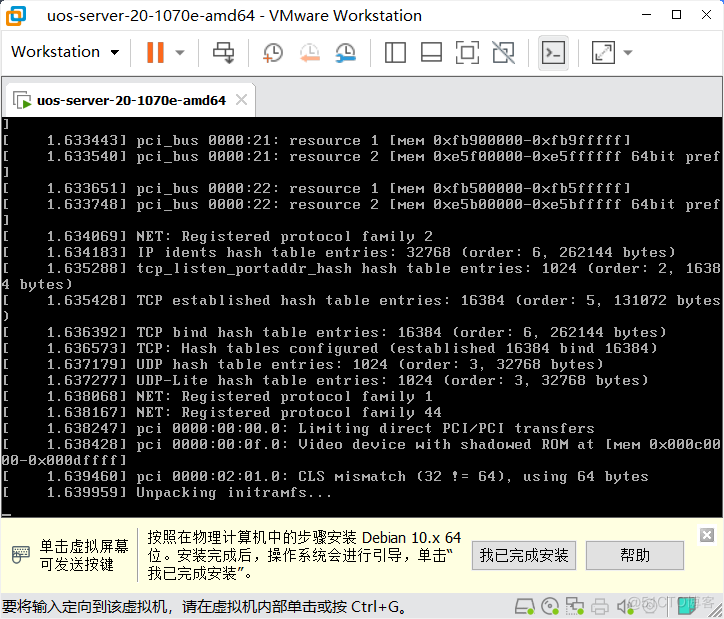 uos-server-20-1070e-amd64 - VMware Workstation
Workstation
uos-server-20-1070e-amd64
]
[    1.633443] pci_bus 0000:21: resource 1 [mem 0xfb900000-0xfb9fffff]
[    1.633540] pci_bus 0000:21: resource 2 [mem 0xe5f00000-0xe5ffffff 64bit pref
]
[    1.633651] pci_bus 0000:22: resource 1 [mem 0xfb500000-0xfb5fffff]
[    1.633748] pci_bus 0000:22: resource 2 [mem 0xe5b00000-0xe5bfffff 64bit pref
]
[    1.634069] NET: Registered protocol family 2
[    1.634183] IP idents hash table entries: 32768 (order: 6, 262144 bytes)
[    1.635288] tcp_listen_portaddr_hash hash table entries: 1024 (order: 2, 1638
4 bytes)
[    1.635428] TCP established hash table entries: 16384 (order: 5, 131072 bytes
)
[    1.636392] TCP bind hash table entries: 16384 (order: 6, 262144 bytes)
[    1.636573] TCP: Hash tables configured (established 16384 bind 16384)
[    1.637179] UDP hash table entries: 1024 (order: 3, 32768 bytes)
[    1.637277] UDP-Lite hash table entries: 1024 (order: 3, 32768 bytes)
[    1.638068] NET: Registered protocol family 1
[    1.638167] NET: Registered protocol family 44
[    1.638247] pci 0000:00:00.0: Limiting direct PCI/PCI transfers
[    1.638428] pci 0000:00:0f.0: Video device with shadowed ROM at [mem 0x000c00
00-0x000dffff]
[    1.639460] pci 0000:02:01.0: CLS mismatch (32 != 64), using 64 bytes
[    1.639959] Unpacking initramfs...
_
单击虚拟屏幕
可发送按键
按照在物理计算机中的步骤安装 Debian 10.x 64
位。安装完成后，操作系统会进行引导，单击“
我已完成安装”。
我已完成安装
帮助
要将输入定向到该虚拟机，请在虚拟机内部单击或按 Ctrl+G。
@51CTO博客